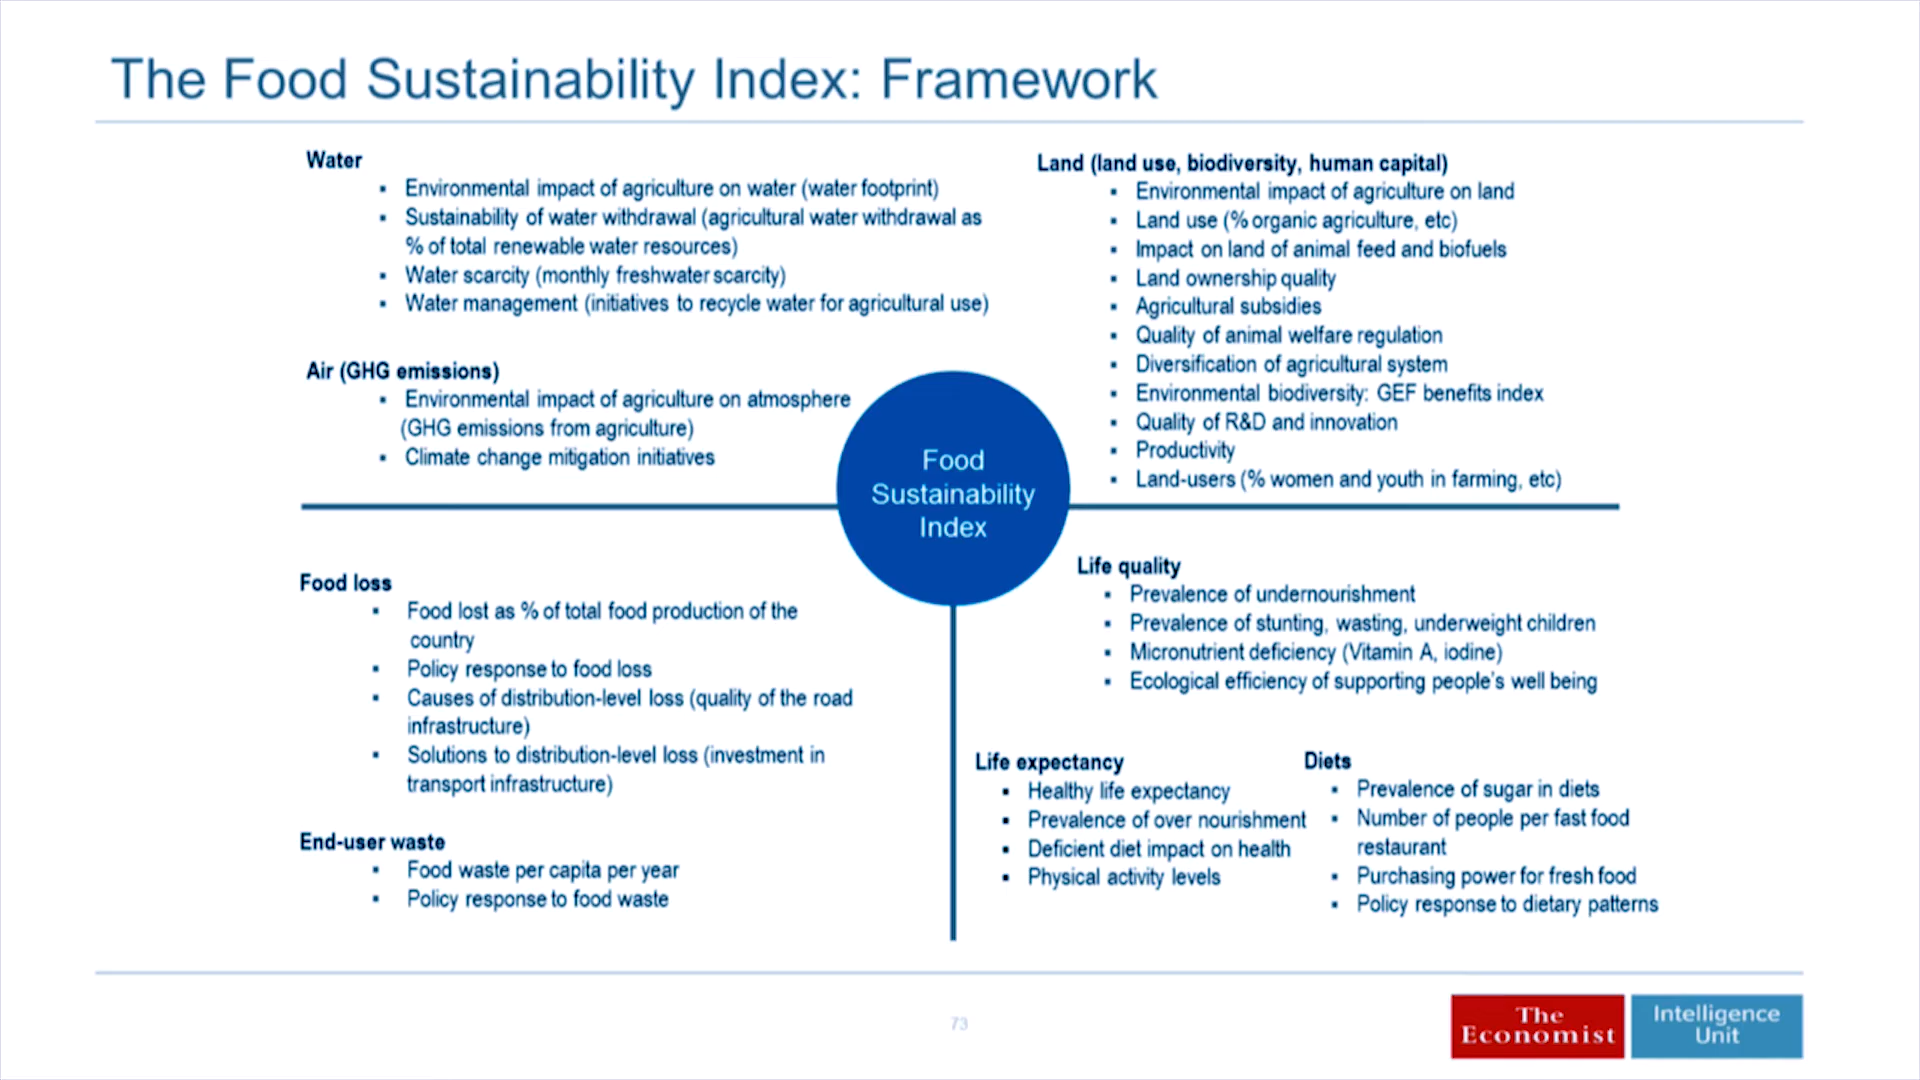 The Food Sustainability Index: Framework
Water
▪ Environmental impact of agriculture on water (water footprint)
▪ Sustainability of water withdrawal (agricultural water withdrawal as
% of total renewable water resources)
▪ Water scarcity (monthly freshwater scarcity)
▪ Water management (initiatives to recycle water for agricultural use)
Air (GHG emissions)
▪ Environmental impact of agriculture on atmosphere
(GHG emissions from agriculture)
▪ Climate change mitigation initiatives
Land (land use, biodiversity, human capital)
▪ Environmental impact of agriculture on land
▪ Land use (% organic agriculture, etc)
▪ Impact on land of animal feed and biofuels
▪ Land ownership quality
▪ Agricultural subsidies
▪ Quality of animal welfare regulation
▪ Diversification of agricultural system
▪ Environmental biodiversity: GEF benefits index
▪ Quality of R&D and innovation
▪ Productivity
▪ Land-users (% women and youth in farming, etc)
Food
Sustainability
Index
Food loss
▪ Food lost as % of total food production of the
country
▪ Policy response to food loss
▪ Causes of distribution-level loss (quality of the road
infrastructure)
▪ Solutions to distribution-level loss (investment in
transport infrastructure)
End-user waste
▪ Food waste per capita per year
▪ Policy response to food waste
Life quality
▪ Prevalence of undernourishment
▪ Prevalence of stunting, wasting, underweight children
▪ Micronutrient deficiency (Vitamin A, iodine)
▪ Ecological efficiency of supporting people's well being
Life expectancy
▪ Healthy life expectancy
▪ Prevalence of over nourishment
▪ Deficient diet impact on health
▪ Physical activity levels
Diets
▪ Prevalence of sugar in diets
▪ Number of people per fast food
restaurant
▪ Purchasing power for fresh food
▪ Policy response to dietary patterns
73
The
Economist
Intelligence
Unit